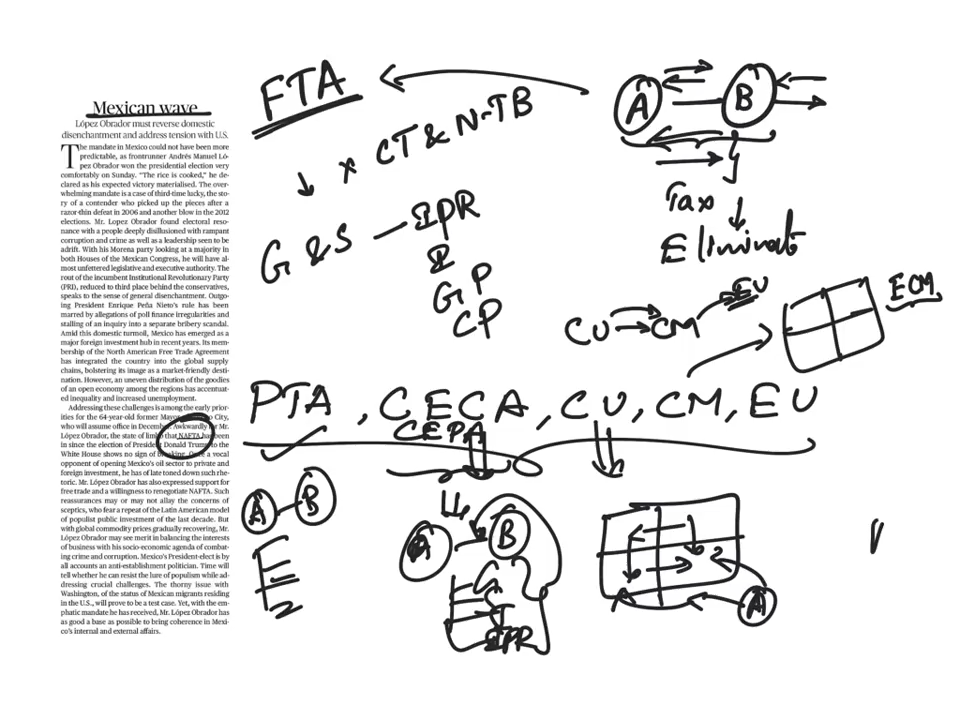 Mexican wave
López Obrador must reverse domestic
disenchantment and address tension with U.S.
The mandate in Mexico could not have been more
predictable, as frontrunner Andrés Manuel Ló-
pez Obrador won the presidential election very
comfortably on Sunday. "The rice is cooked," he de-
clared as his expected victory materialised. The over-
whelming mandate is a case of third-time lucky, the sto-
ry of a contender who picked up the pieces after a
razor-thin defeat in 2006 and another blow in the 2012
elections. Mr. Lopez Obrador found electoral reso-
nance with a people deeply disillusioned with rampant
corruption and crime as well as a leadership seen to be
adrift. With his Morena party looking at a majority in
both Houses of the Mexican Congress, he will have al-
most unfettered legislative and executive authority. The
rout of the incumbent Institutional Revolutionary Party
(PRI), reduced to third place behind the conservatives,
speaks to the sense of general disenchantment. Outgo-
ing President Enrique Peña Nieto's rule has been
marred by allegations of poll finance irregularities and
stalling of an inquiry into a separate bribery scandal.
Amid this domestic turmoil, Mexico has emerged as a
major foreign investment hub in recent years. Its mem-
bership of the North American Free Trade Agreement
has integrated the country into the global supply
chains, bolstering its image as a market-friendly desti-
nation. However, an uneven distribution of the goodies
of an open economy among the regions has accentuat-
ed inequality and increased unemployment.
Addressing these challenges is among the early prior-
ities for the 64-year-old former Mayor Mexico City,
who will assume office in December. Awkwardly for Mr.
López Obrador, the state of limbo that NAFTA has been
in since the election of President Donald Trump to the
White House shows no sign of breaking. Once a vocal
opponent of opening Mexico's oil sector to private and
foreign investment, he has of late toned down such rhe-
toric. Mr. López Obrador has also expressed support for
free trade and a willingness to renegotiate NAFTA. Such
reassurances may or may not allay the concerns of
sceptics, who fear a repeat of the Latin American model
of populist public investment of the last decade. But
with global commodity prices gradually recovering, Mr.
López Obrador may see merit in balancing the interests
of business with his socio-economic agenda of combat-
ing crime and corruption. Mexico's President-elect is by
all accounts an anti-establishment politician. Time will
tell whether he can resist the lure of populism while ad-
dressing crucial challenges. The thorny issue with
Washington, of the status of Mexican migrants residing
in the U.S., will prove to be a test case. Yet, with the em-
phatic mandate he has received, Mr. López Obrador has
as good a base as possible to bring coherence in Mexi-
co's internal and external affairs.
FTA
A B
x CT & N-TB
Tax
Eliminate
G & S — IPR
I
GP
CP
CU CM EU
ECM
PTA, CECA, CU, CM, EU
CEPA
A B
B
IPR
A